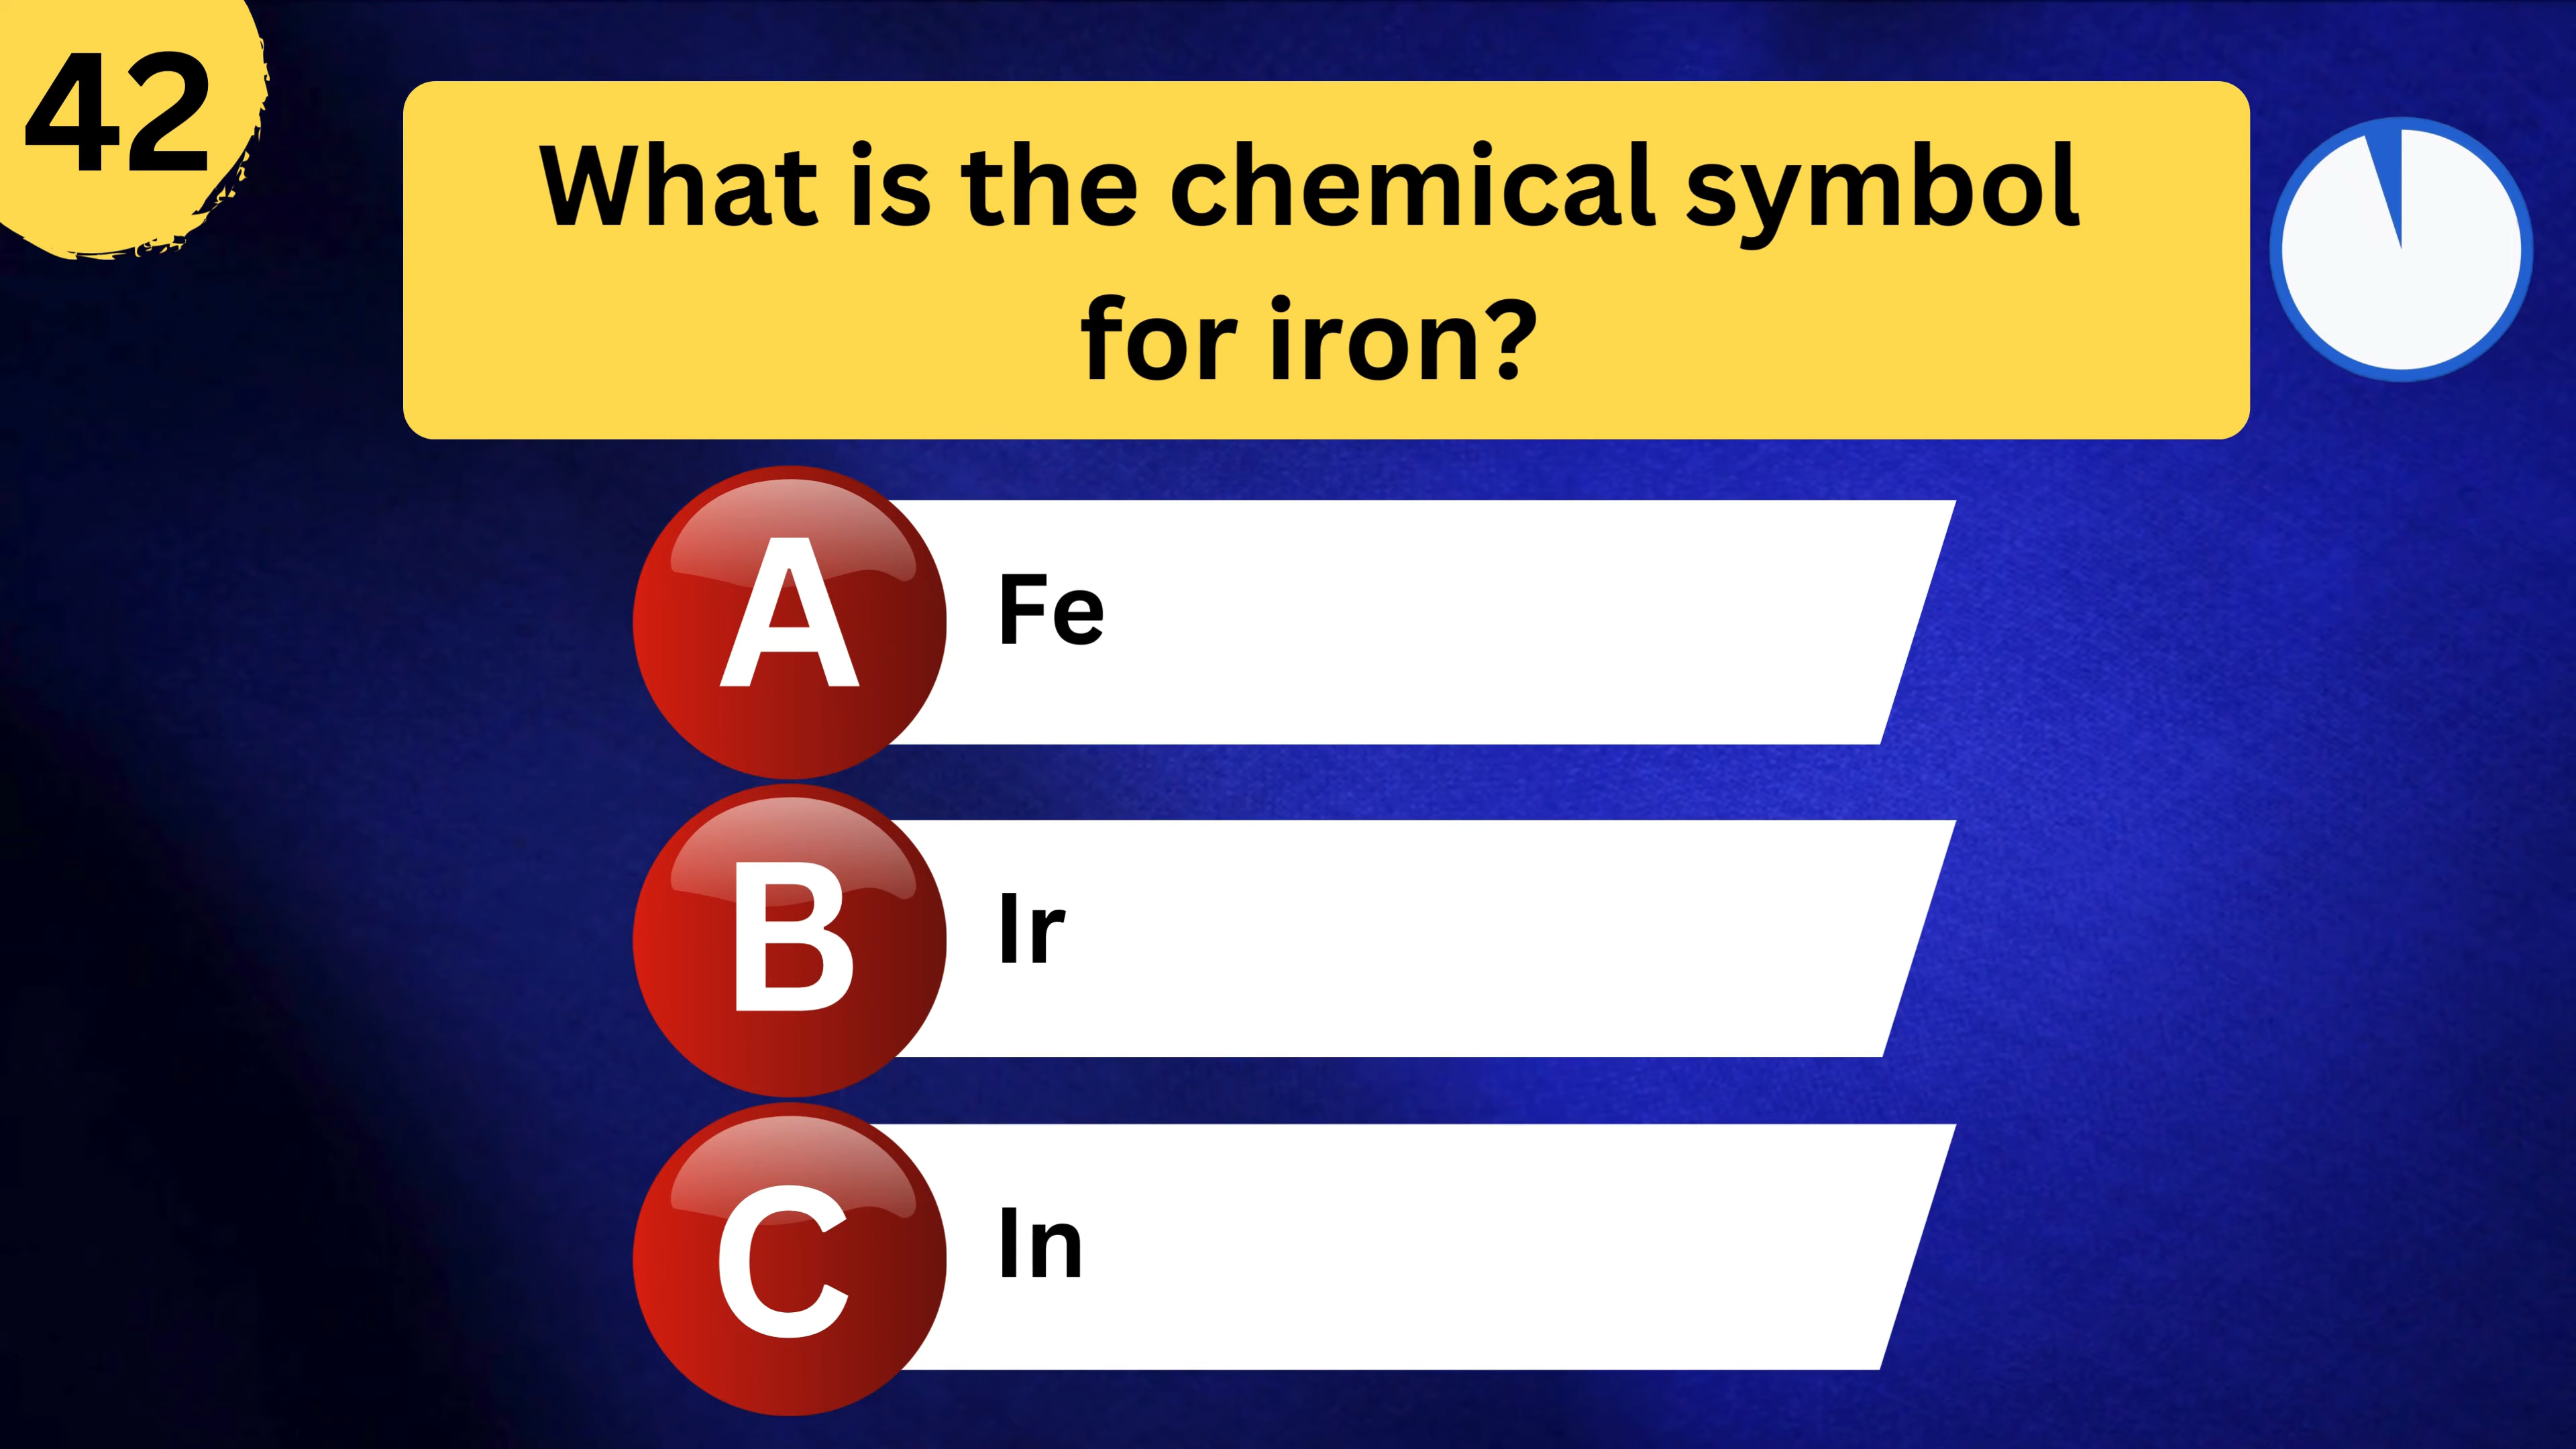 42
What is the chemical symbol
for iron?
A
Fe
B
Ir
C
In